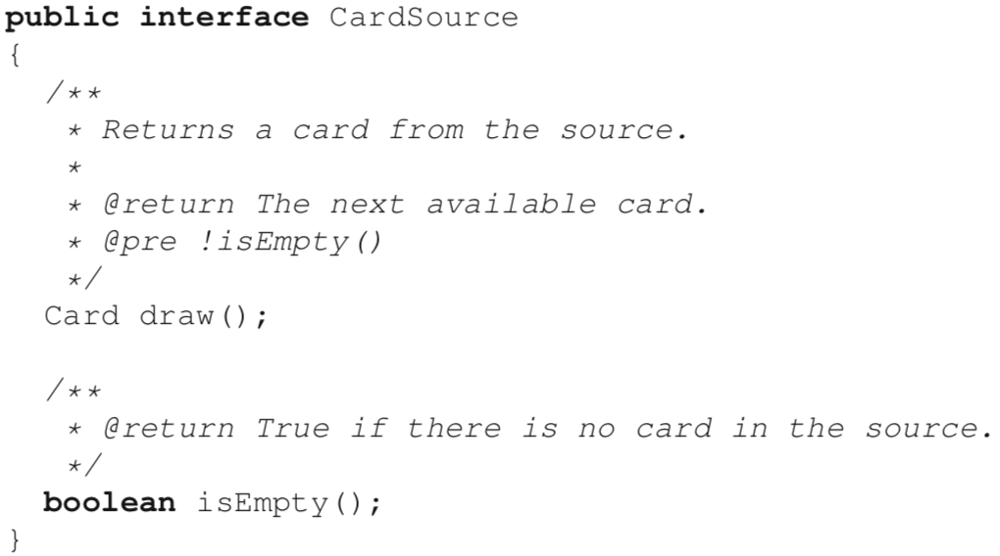 public interface CardSource
{
  /**
   * Returns a card from the source.
   *
   * @return The next available card.
   * @pre !isEmpty()
   */
  Card draw();

  /**
   * @return True if there is no card in the source.
   */
  boolean isEmpty();
}